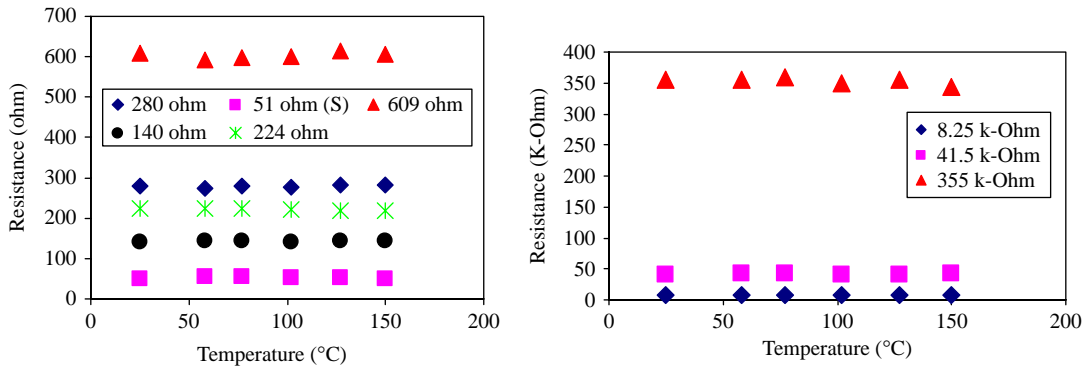 700
600
500
400
300
200
100
0
Resistance (ohm)
280 ohm 51 ohm (S) 609 ohm
140 ohm 224 ohm
0 50 100 150 200
Temperature (°C)
400
350
300
250
200
150
100
50
0
Resistance (K-Ohm)
8.25 k-Ohm
41.5 k-Ohm
355 k-Ohm
0 50 100 150 200
Temperature (°C)